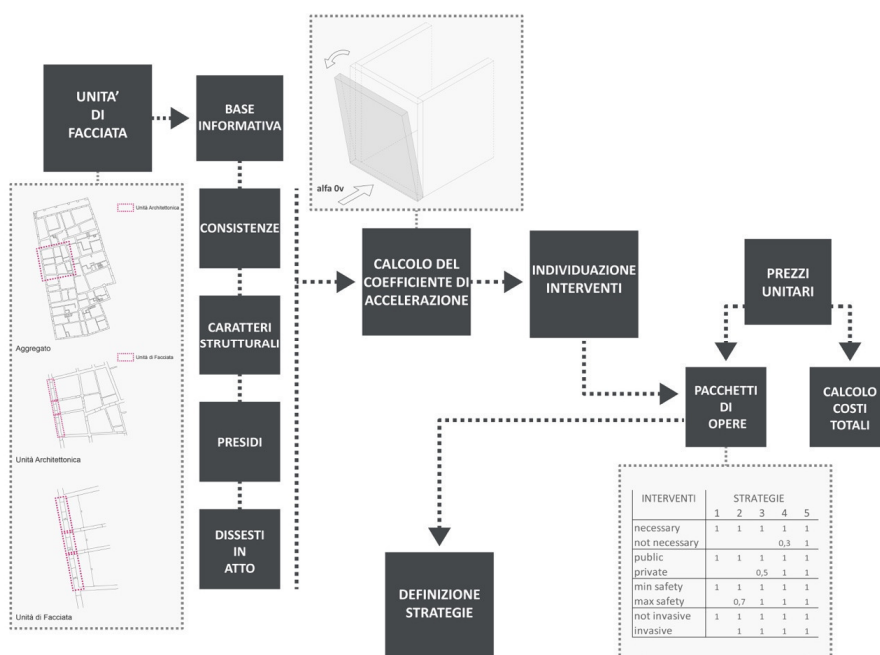 UNITA'
DI
FACCIATA
BASE
INFORMATIVA
Unità Architettonica
Aggregato
Unità di Facciata
Unità Architettonica
Unità di Facciata
CONSISTENZE
CARATTERI
STRUTTURALI
PRESIDI
DISSESTI
IN
ATTO
alfa 0v
CALCOLO DEL
COEFFICIENTE DI
ACCELERAZIONE
INDIVIDUAZIONE
INTERVENTI
PREZZI
UNITARI
PACCHETTI
DI
OPERE
CALCOLO
COSTI
TOTALI
DEFINIZIONE
STRATEGIE
INTERVENTI STRATEGIE
1 2 3 4 5
necessary 1 1 1 1 1
not necessary 0,3 1
public 1 1 1 1 1
private 0,5 1 1
min safety 1 1 1 1 1
max safety 0,7 1 1 1
not invasive 1 1 1 1 1
invasive 1 1 1 1